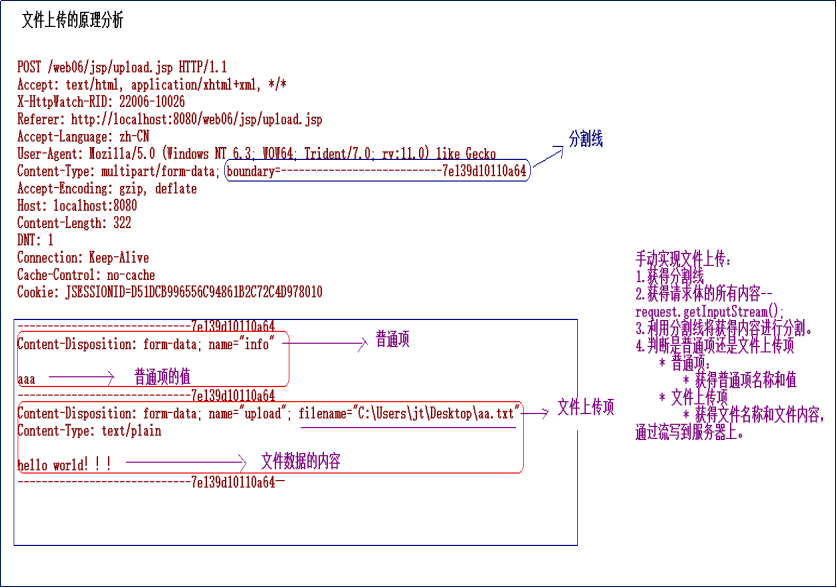 文件上传的原理分析
POST /web06/jsp/upload.jsp HTTP/1.1
Accept: text/html, application/xhtml+xml, */*
X-HttpWatch-RID: 22006-10026
Referer: http://localhost:8080/web06/jsp/upload.jsp
Accept-Language: zh-CN
User-Agent: Mozilla/5.0 (Windows NT 6.3; WOW64; Trident/7.0; rv:11.0) like Gecko
分割线
Content-Type: multipart/form-data; boundary=---------------------------7e139d10110a64
Accept-Encoding: gzip, deflate
Host: localhost:8080
Content-Length: 322
DNT: 1
Connection: Keep-Alive
Cache-Control: no-cache
Cookie: JSESSIONID=D51DCB996556C94861B2C72C4D978010
-----------------------------7e139d10110a64
Content-Disposition: form-data; name="info"
普通项
aaa
普通项的值
-----------------------------7e139d10110a64
Content-Disposition: form-data; name="upload"; filename="C:\Users\jt\Desktop\aa.txt"
文件上传项
Content-Type: text/plain
hello world!!!
文件数据的内容
-----------------------------7e139d10110a64--
手动实现文件上传:
1.获得分割线
2.获得请求体的所有内容--
request.getInputStream();
3.利用分割线将获得内容进行分割。
4.判断是普通项还是文件上传项
* 普通项:
* 获得普通项名称和值
* 文件上传项
* 获得文件名称和文件内容,
通过流写到服务器上。